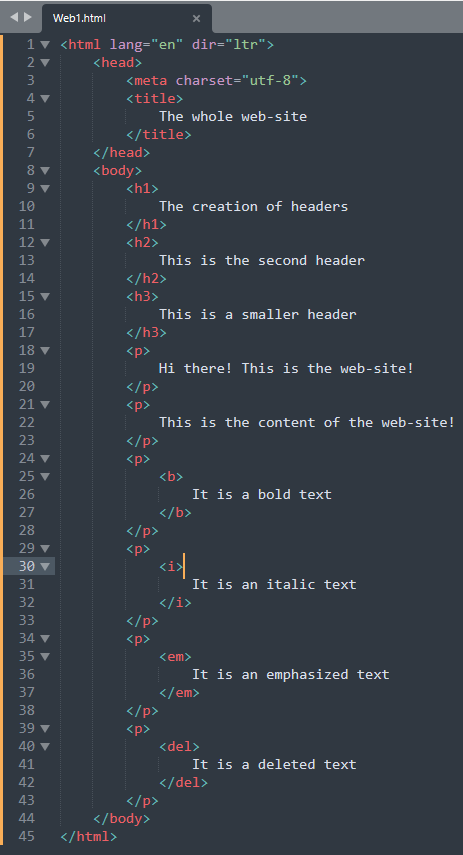 Web1.html ×
1 <html lang="en" dir="ltr">
2     <head>
3         <meta charset="utf-8">
4         <title>
5             The whole web-site
6         </title>
7     </head>
8     <body>
9         <h1>
10             The creation of headers
11         </h1>
12         <h2>
13             This is the second header
14         </h2>
15         <h3>
16             This is a smaller header
17         </h3>
18         <p>
19             Hi there! This is the web-site!
20         </p>
21         <p>
22             This is the content of the web-site!
23         </p>
24         <p>
25             <b>
26                 It is a bold text
27             </b>
28         </p>
29         <p>
30             <i>
31                 It is an italic text
32             </i>
33         </p>
34         <p>
35             <em>
36                 It is an emphasized text
37             </em>
38         </p>
39         <p>
40             <del>
41                 It is a deleted text
42             </del>
43         </p>
44     </body>
45 </html>